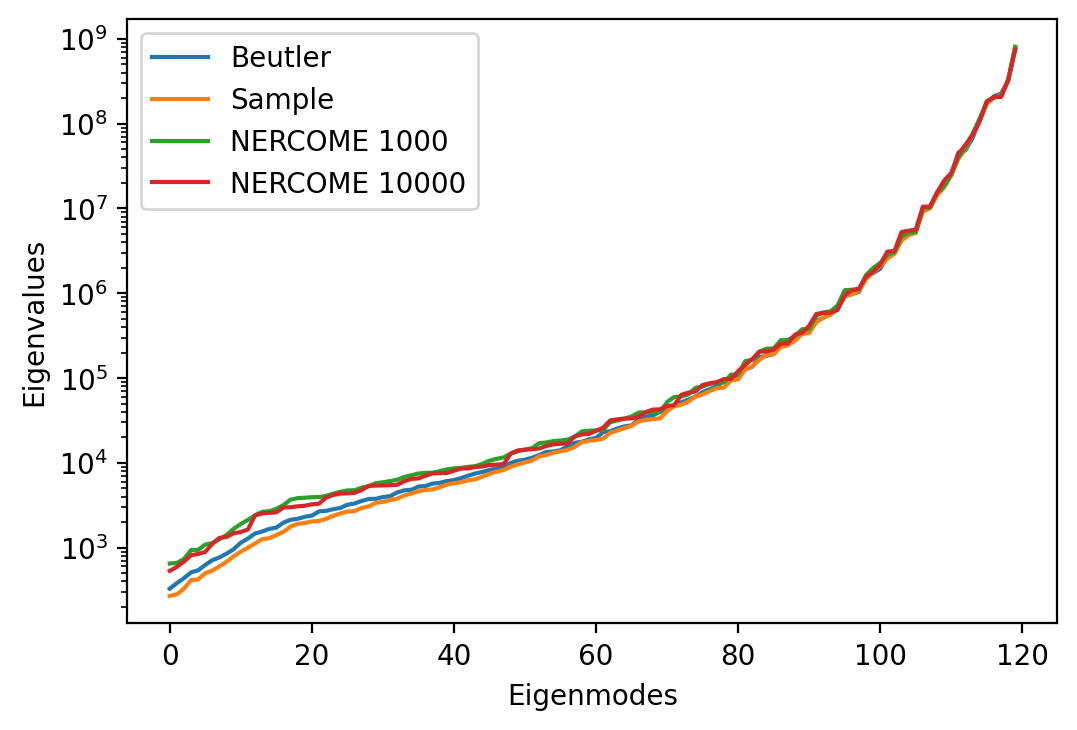 10⁹
10⁸
10⁷
10⁶
10⁵
10⁴
10³
Eigenvalues
Beutler
Sample
NERCOME 1000
NERCOME 10000
0 20 40 60 80 100 120
Eigenmodes